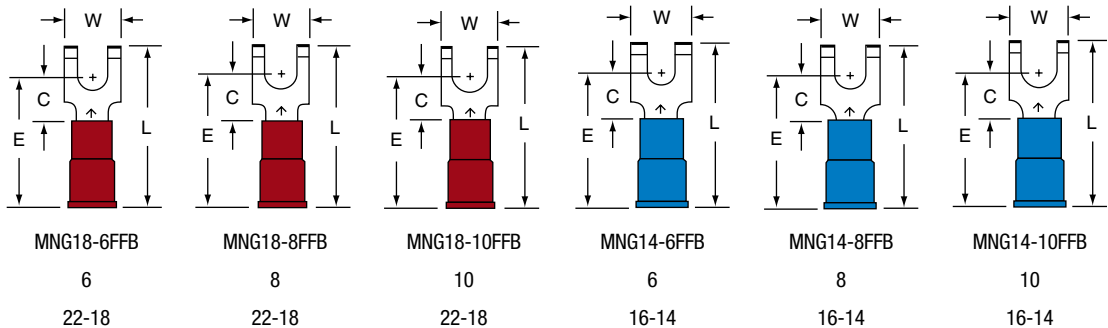 W W W W W W
C C C C C C
E E E E E E
L L L L L L
MNG18-6FFB MNG18-8FFB MNG18-10FFB MNG14-6FFB MNG14-8FFB MNG14-10FFB
6 8 10 6 8 10
22-18 22-18 22-18 16-14 16-14 16-14